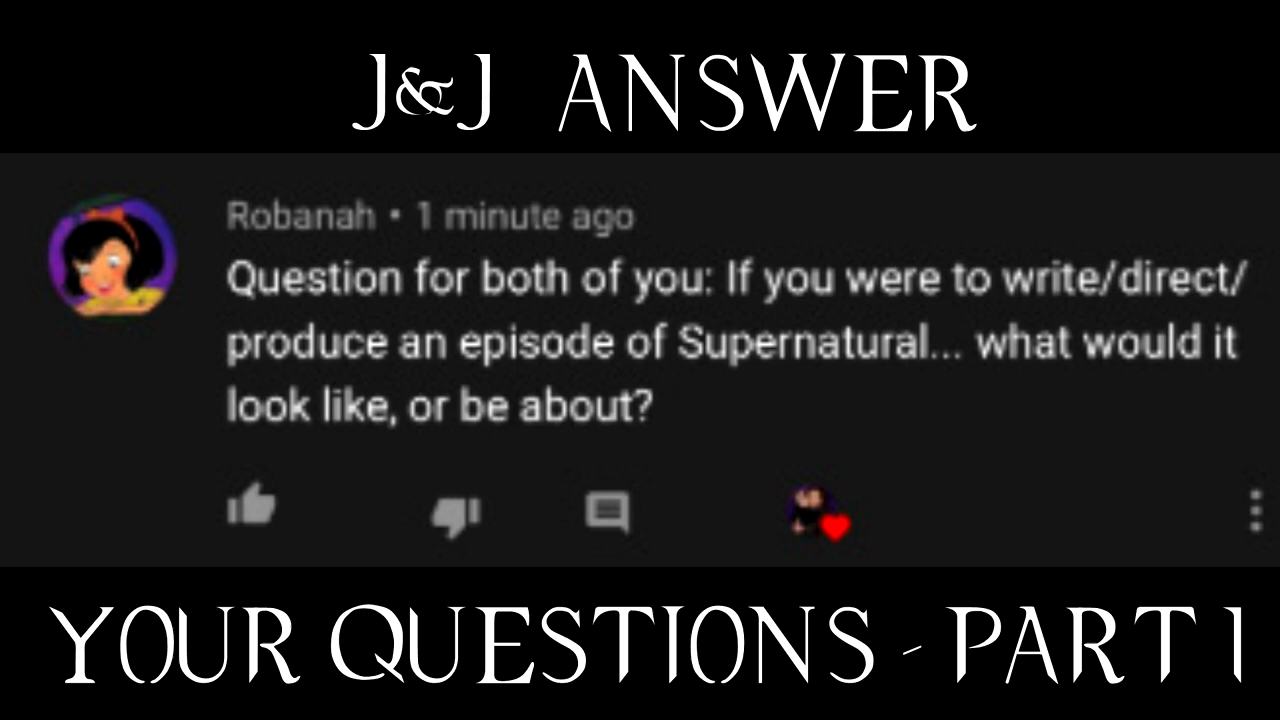 J&J ANSWER
Robanah • 1 minute ago
Question for both of you: If you were to write/direct/
produce an episode of Supernatural... what would it
look like, or be about?
YOUR QUESTIONS - PART 1